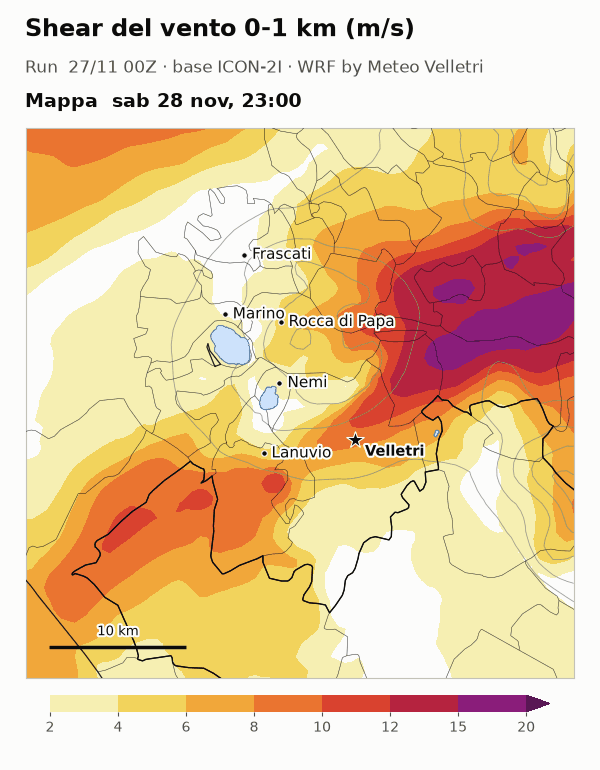 Shear del vento 0-1 km (m/s)
Run  27/11 00Z · base ICON-2I · WRF by Meteo Velletri
Mappa  sab 28 nov, 23:00
Frascati
Marino
Rocca di Papa
Nemi
Velletri
Lanuvio
10 km
2 4 6 8 10 12 15 20